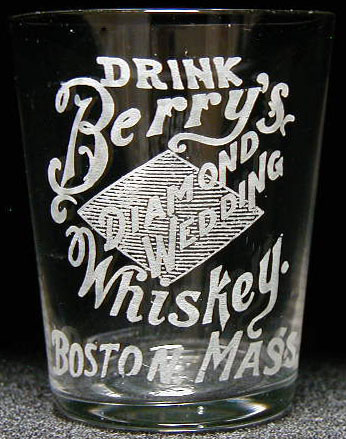 DRINK
Berry's
DIAMOND
WEDDING
Whiskey.
BOSTON, MASS.